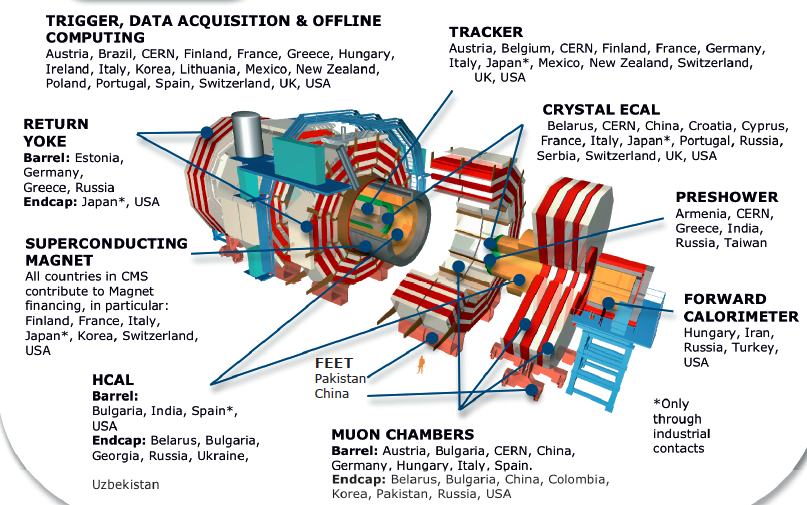 TRIGGER, DATA ACQUISITION & OFFLINE
COMPUTING
Austria, Brazil, CERN, Finland, France, Greece, Hungary,
Ireland, Italy, Korea, Lithuania, Mexico, New Zealand,
Poland, Portugal, Spain, Switzerland, UK, USA
TRACKER
Austria, Belgium, CERN, Finland, France, Germany,
Italy, Japan*, Mexico, New Zealand, Switzerland,
UK, USA
CRYSTAL ECAL
Belarus, CERN, China, Croatia, Cyprus,
France, Italy, Japan*, Portugal, Russia,
Serbia, Switzerland, UK, USA
RETURN
YOKE
Barrel: Estonia,
Germany,
Greece, Russia
Endcap: Japan*, USA
PRESHOWER
Armenia, CERN,
Greece, India,
Russia, Taiwan
SUPERCONDUCTING
MAGNET
All countries in CMS
contribute to Magnet
financing, in particular:
Finland, France, Italy,
Japan*, Korea, Switzerland,
USA
FORWARD
CALORIMETER
Hungary, Iran,
Russia, Turkey,
USA
FEET
Pakistan
China
HCAL
Barrel:
Bulgaria, India, Spain*,
USA
Endcap: Belarus, Bulgaria,
Georgia, Russia, Ukraine,
Uzbekistan
*Only
through
industrial
contacts
MUON CHAMBERS
Barrel: Austria, Bulgaria, CERN, China,
Germany, Hungary, Italy, Spain.
Endcap: Belarus, Bulgaria, China, Colombia,
Korea, Pakistan, Russia, USA